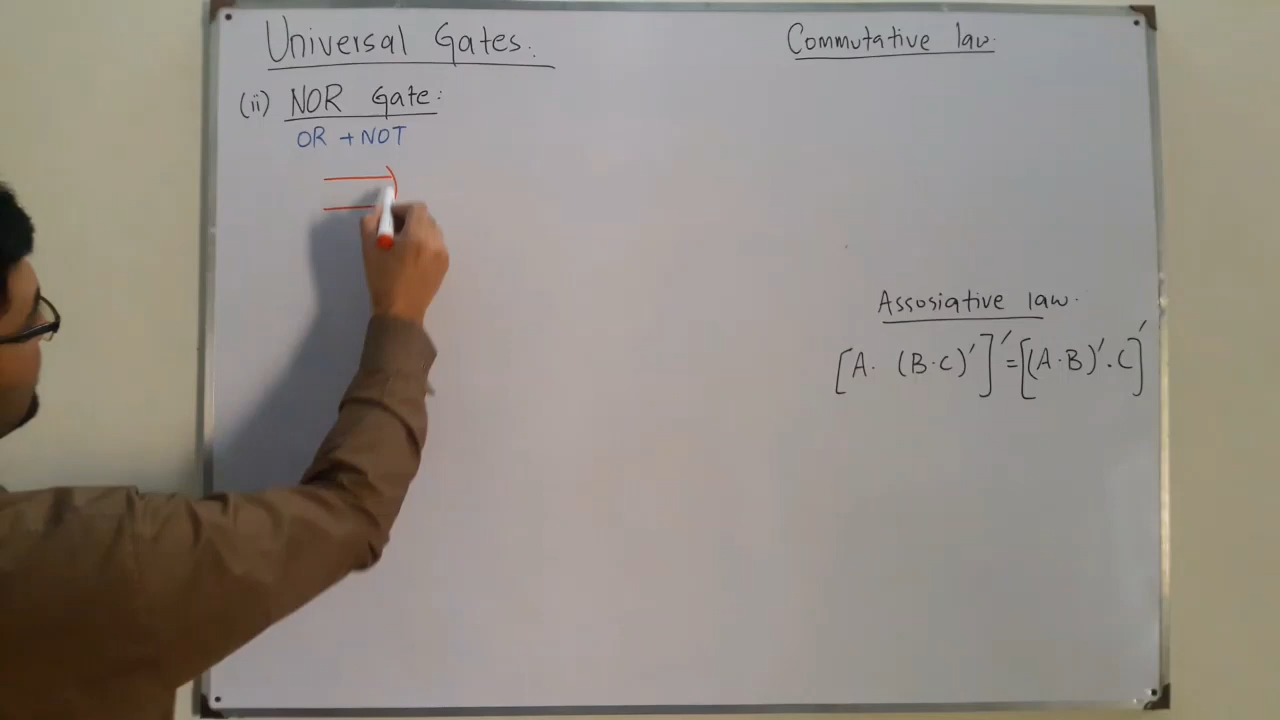 Universal Gates.
(ii) NOR Gate:
OR + NOT
Commutative law.
Assosiative law.
[A. (B.C)′]′=[(A.B)′.C]′